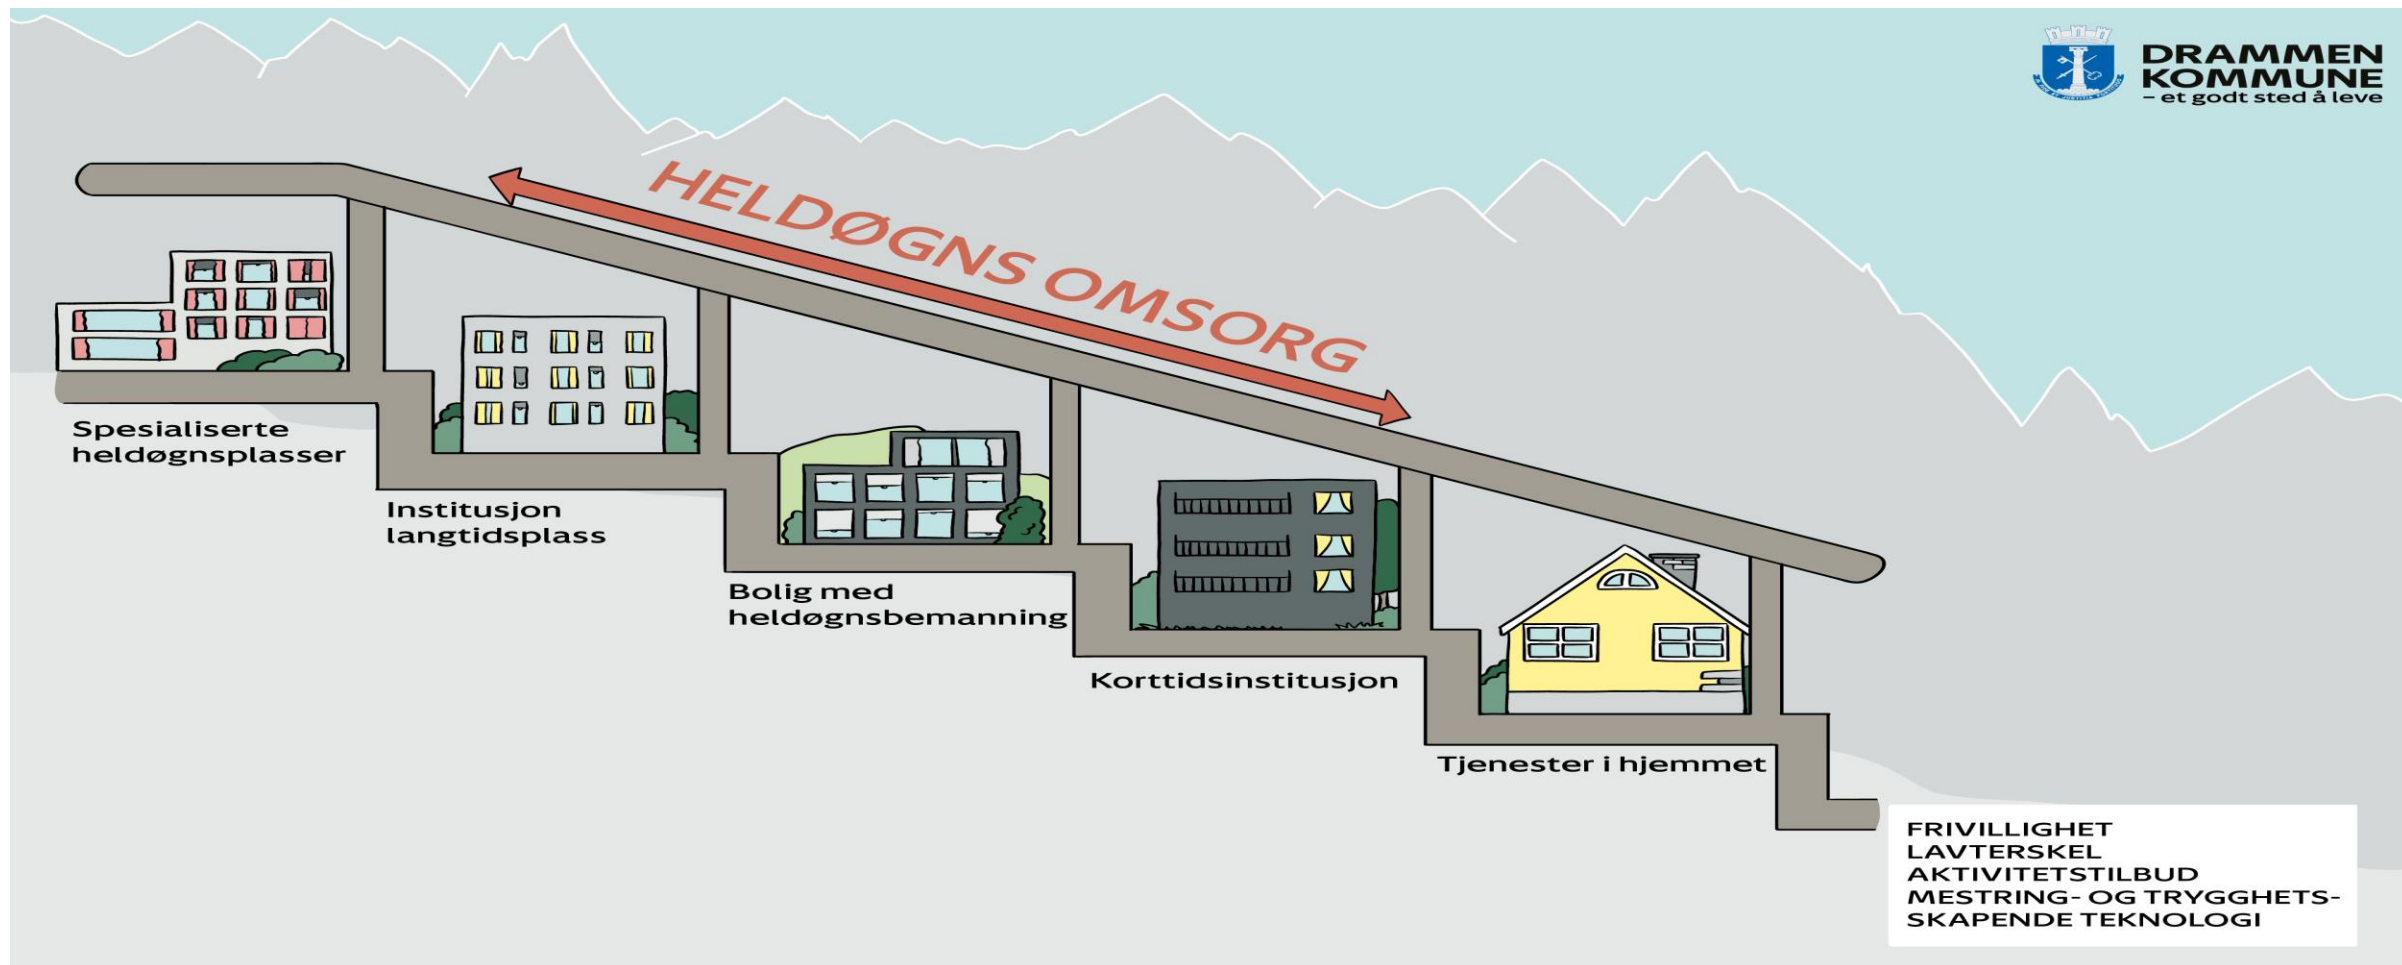 DRAMMEN
KOMMUNE
– et godt sted å leve
HELDØGNS OMSORG
Spesialiserte
heldøgnsplasser
Institusjon
langtidsplass
Bolig med
heldøgnsbemanning
Korttidsinstitusjon
Tjenester i hjemmet
FRIVILLIGHET
LAVTERSKEL
AKTIVITETSTILBUD
MESTRING- OG TRYGGHETS-
SKAPENDE TEKNOLOGI